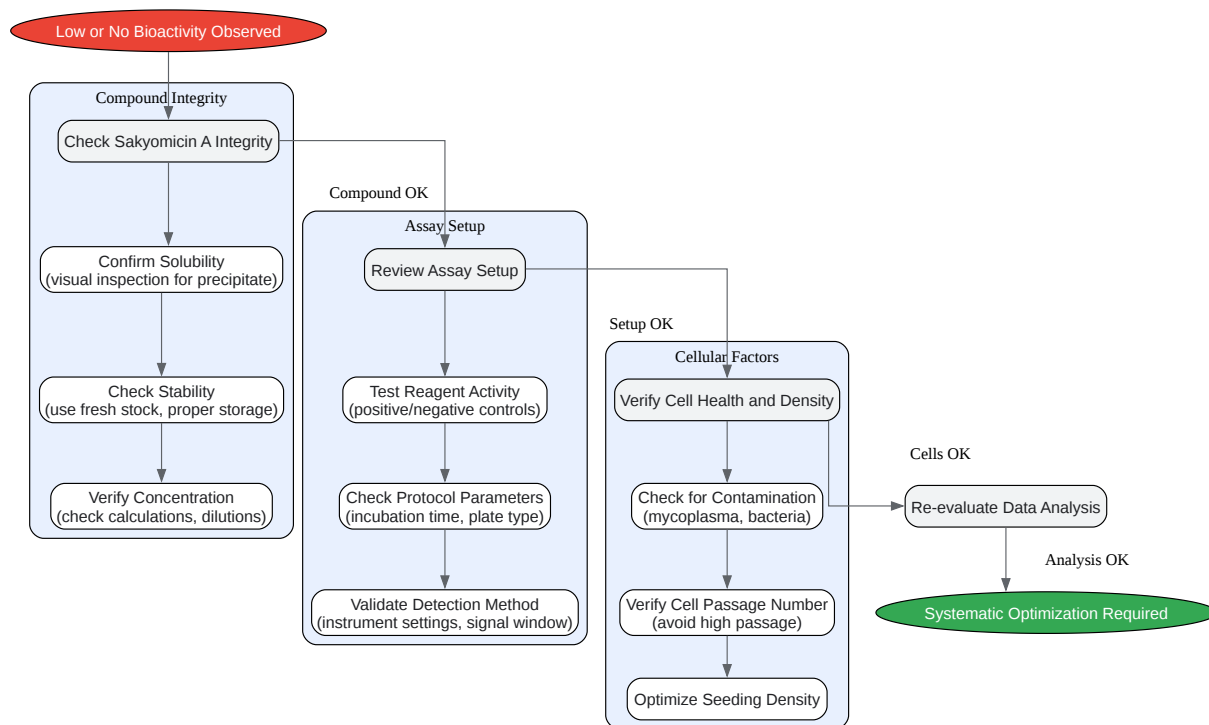 Low or No Bioactivity Observed
Compound Integrity
Check Sakyomicin A Integrity
Confirm Solubility
(visual inspection for precipitate)
Check Stability
(use fresh stock, proper storage)
Verify Concentration
(check calculations, dilutions)
Compound OK
Assay Setup
Review Assay Setup
Test Reagent Activity
(positive/negative controls)
Check Protocol Parameters
(incubation time, plate type)
Validate Detection Method
(instrument settings, signal window)
Setup OK
Cellular Factors
Verify Cell Health and Density
Check for Contamination
(mycoplasma, bacteria)
Verify Cell Passage Number
(avoid high passage)
Optimize Seeding Density
Cells OK
Re-evaluate Data Analysis
Analysis OK
Systematic Optimization Required